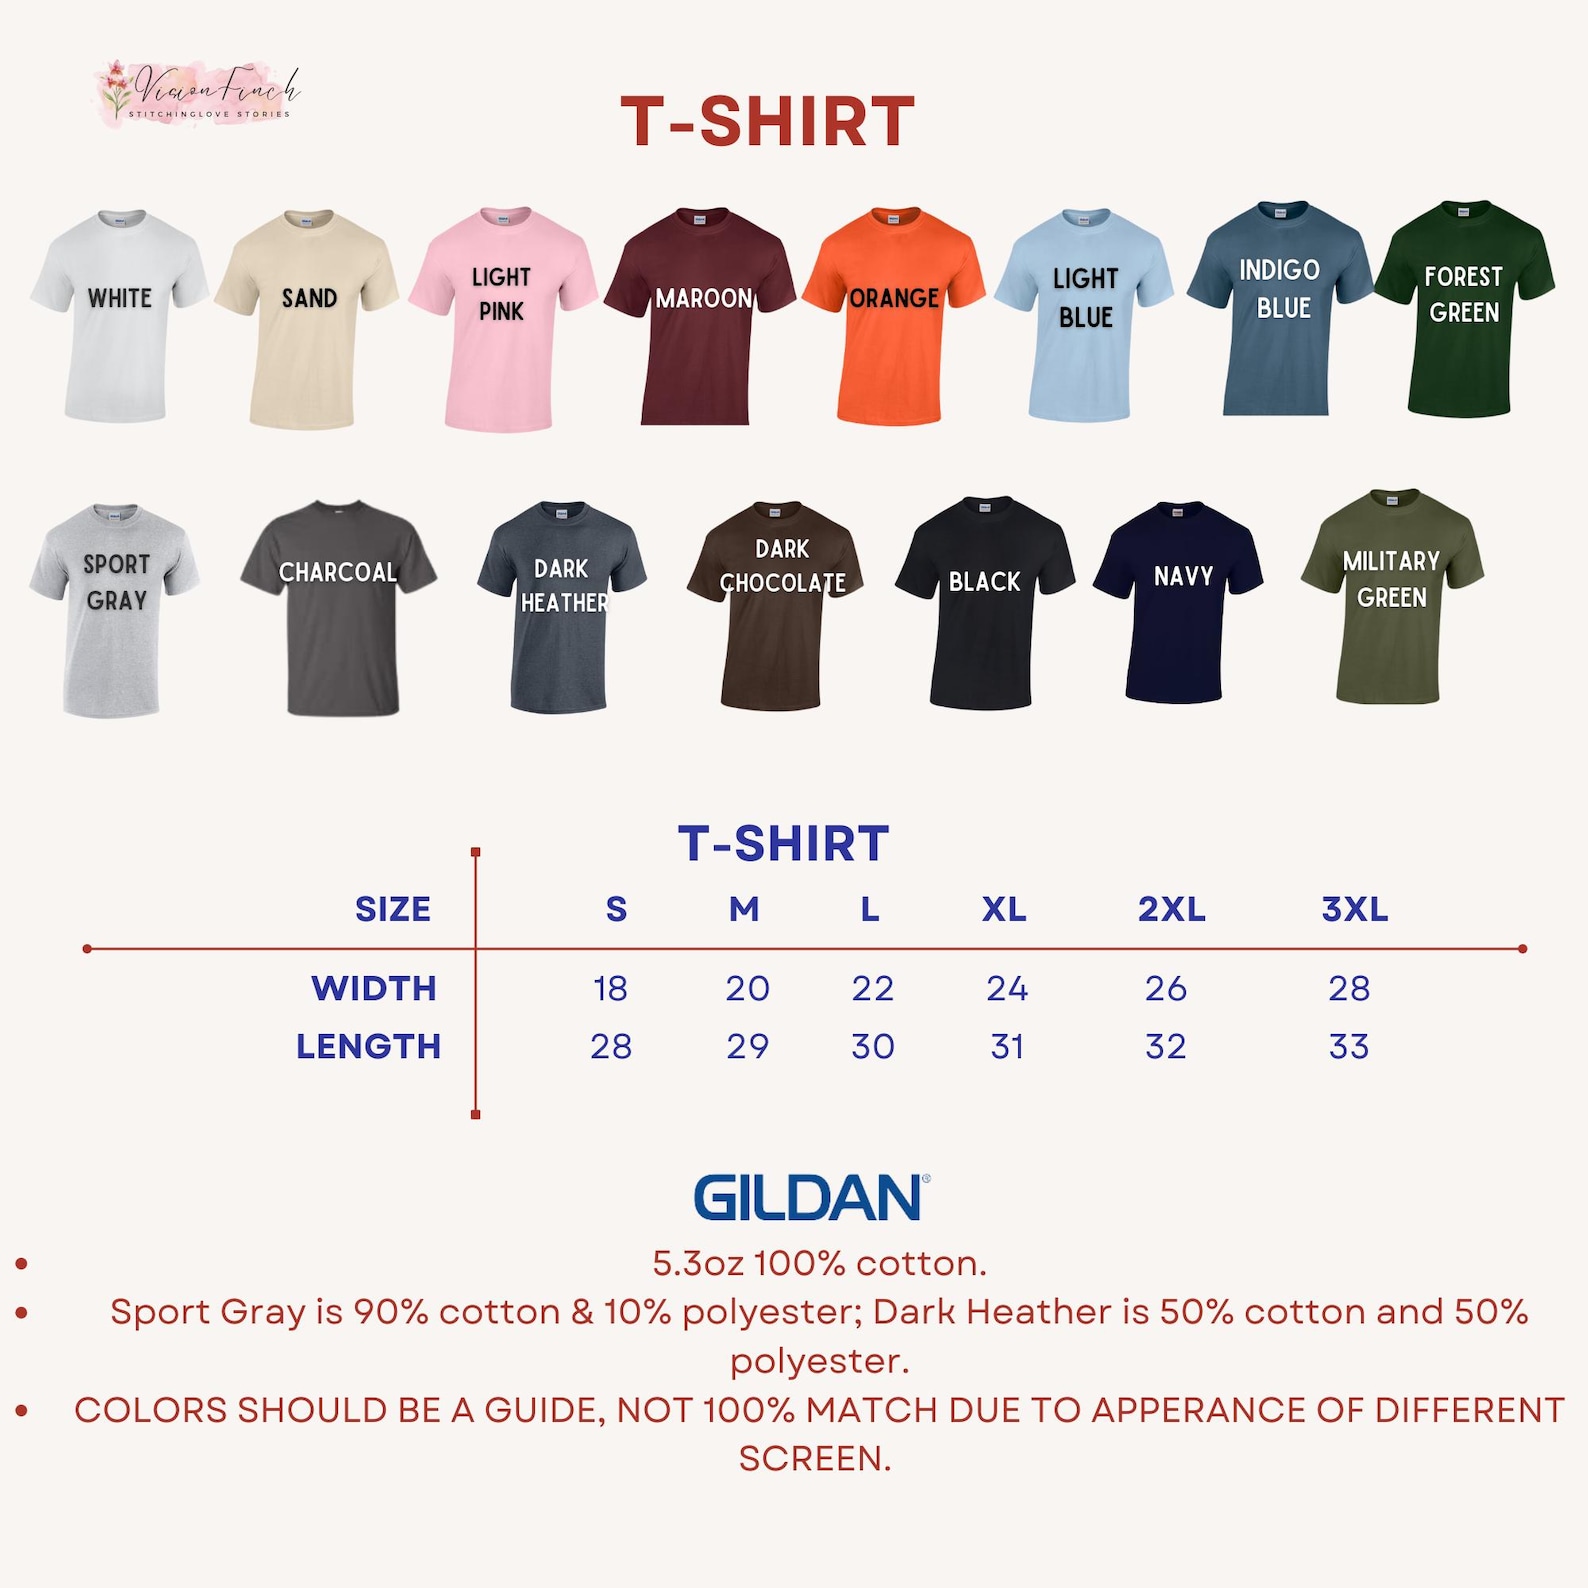 VisionFinch
STITCHINGLOVE STORIES
T-SHIRT
WHITE
SAND
LIGHT
PINK
MAROON
ORANGE
LIGHT
BLUE
INDIGO
BLUE
FOREST
GREEN
SPORT
GRAY
CHARCOAL
DARK
HEATHER
DARK
CHOCOLATE
BLACK
NAVY
MILITARY
GREEN
T-SHIRT
SIZE S M L XL 2XL 3XL
WIDTH 18 20 22 24 26 28
LENGTH 28 29 30 31 32 33
GILDAN®
• 5.3oz 100% cotton.
• Sport Gray is 90% cotton & 10% polyester; Dark Heather is 50% cotton and 50%
polyester.
• COLORS SHOULD BE A GUIDE, NOT 100% MATCH DUE TO APPERANCE OF DIFFERENT
SCREEN.